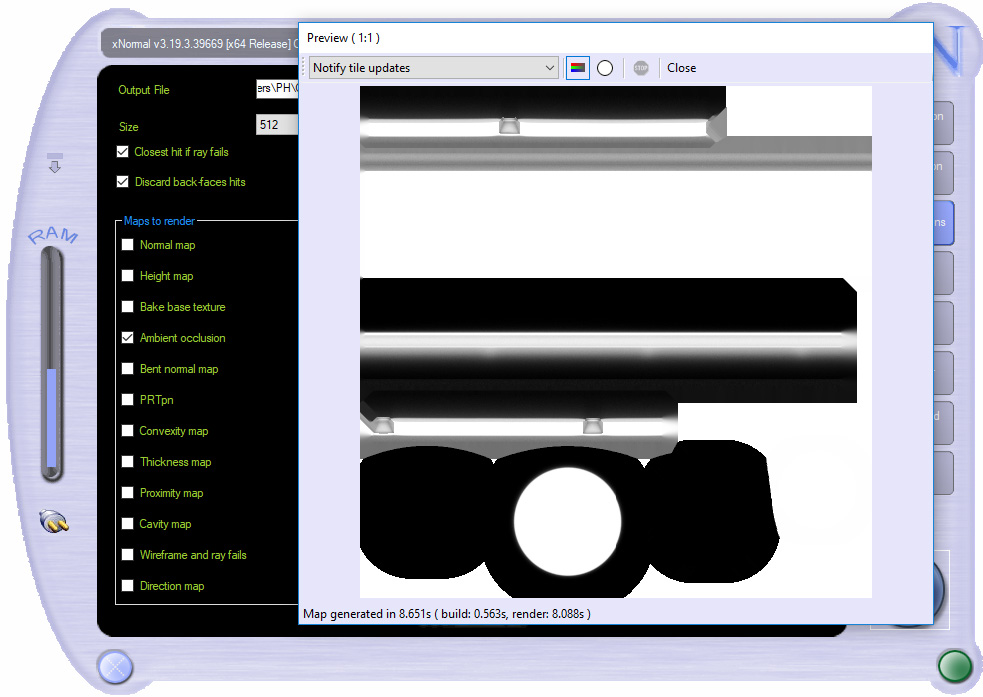 Preview ( 1:1 )
xNormal v3.19.3.39669 [x64 Release]
Notify tile updates
STOP
Close
Output File
Size
512
Closest hit if ray fails
Discard back-faces hits
RAM
Maps to render
Normal map
Height map
Bake base texture
Ambient occlusion
Bent normal map
PRTpn
Convexity map
Thickness map
Proximity map
Cavity map
Wireframe and ray fails
Direction map
Map generated in 8.651s ( build: 0.563s, render: 8.088s )